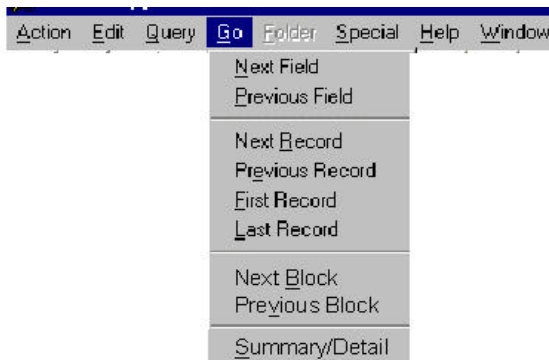 Action Edit Query Go Folder Special Help Window
Next Field
Previous Field
Next Record
Previous Record
First Record
Last Record
Next Block
Previous Block
Summary/Detail